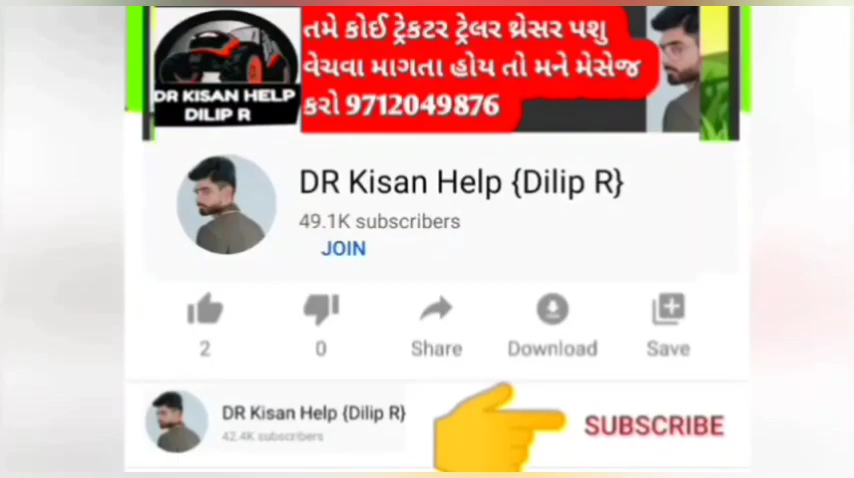 તમે કોઈ ટ્રેકટર ટ્રેલર થ્રેસર પશુ
વેચવા માગતા હોય તો મને મેસેજ
કરો 9712049876
DR KISAN HELP
DILIP R
DR Kisan Help {Dilip R}
49.1K subscribers
JOIN
2
0
Share
Download
Save
DR Kisan Help {Dilip R}
42.4K subscribers
SUBSCRIBE